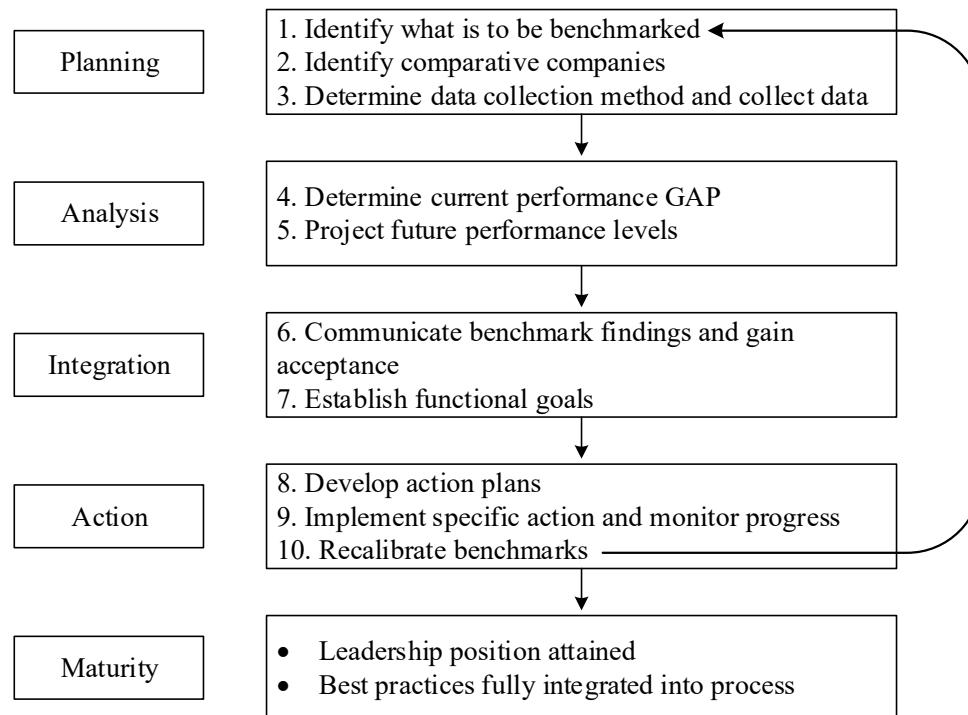 Planning
1. Identify what is to be benchmarked
2. Identify comparative companies
3. Determine data collection method and collect data
Analysis
4. Determine current performance GAP
5. Project future performance levels
Integration
6. Communicate benchmark findings and gain
acceptance
7. Establish functional goals
Action
8. Develop action plans
9. Implement specific action and monitor progress
10. Recalibrate benchmarks
Maturity
• Leadership position attained
• Best practices fully integrated into process